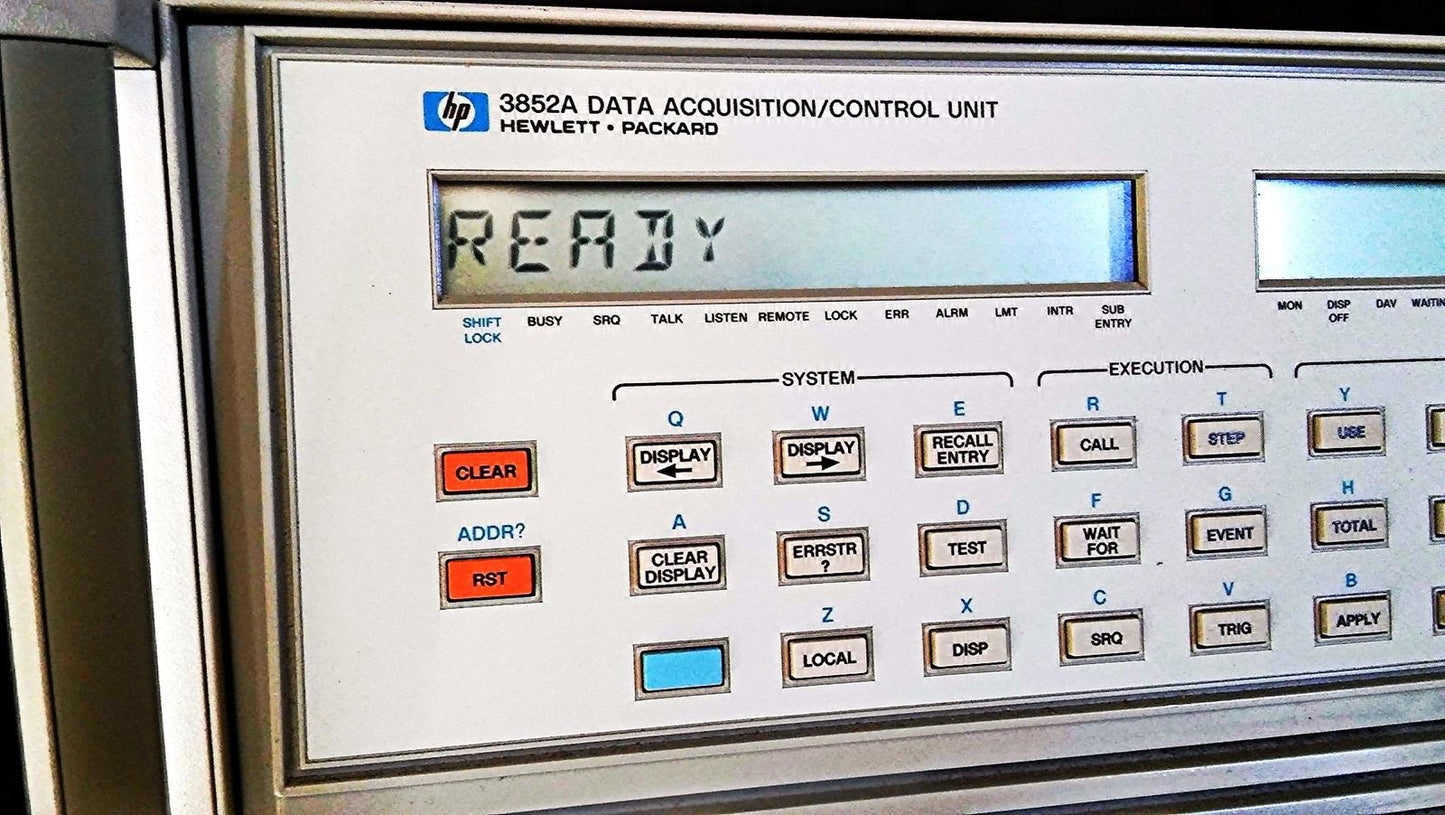 hp 3852A DATA ACQUISITION/CONTROL UNIT
HEWLETT • PACKARD
READY
SHIFT LOCK BUSY SRQ TALK LISTEN REMOTE LOCK ERR ALRM LMT INTR SUB ENTRY MON DISP OFF DAV
SYSTEM EXECUTION
Q W E R T Y
CLEAR DISPLAY ← DISPLAY → RECALL ENTRY CALL STEP USE
ADDR? A S D F G H
RST CLEAR DISPLAY ERRSTR ? TEST WAIT FOR EVENT TOTAL
Z X C V B
LOCAL DISP SRQ TRIG APPLY